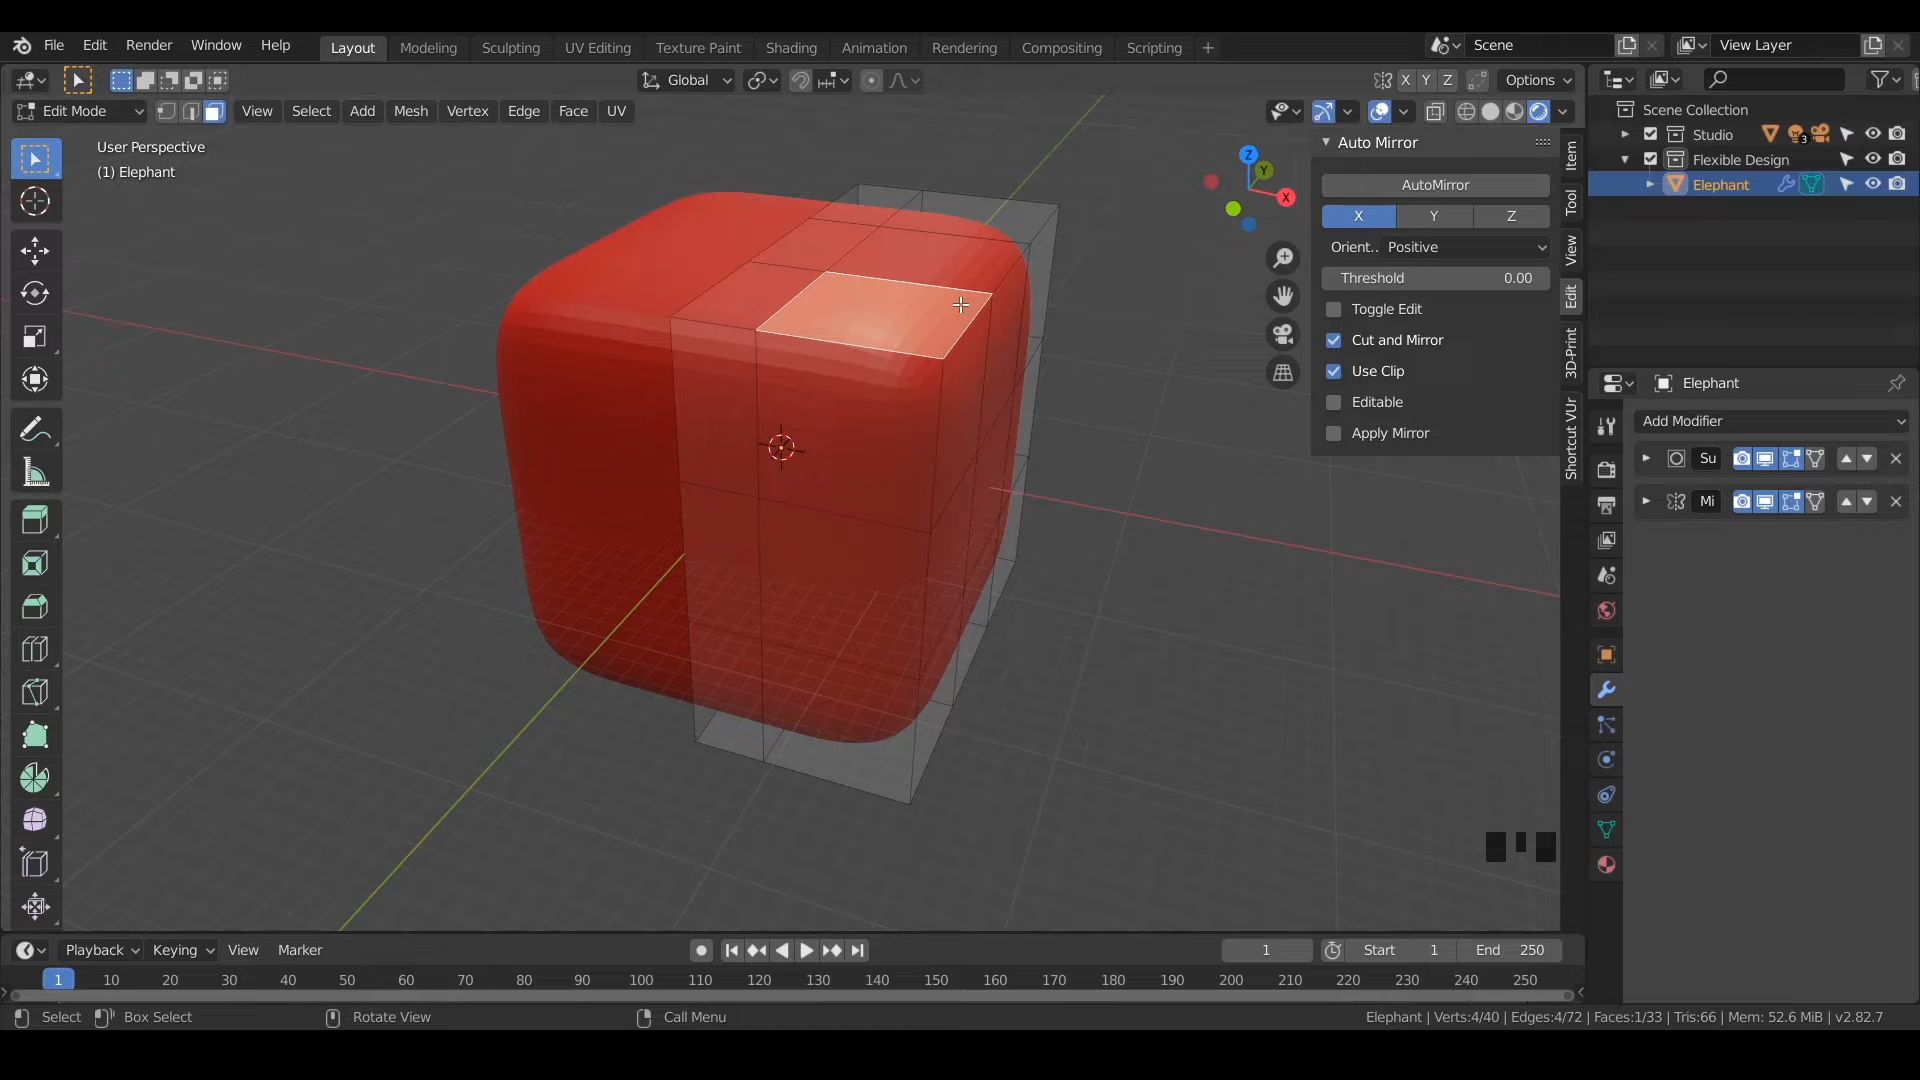 File Edit Render Window Help Layout Modeling Sculpting UV Editing Texture Paint Shading Animation Rendering Compositing Scripting + Scene View Layer
Global X Y Z Options
Edit Mode View Select Add Mesh Vertex Edge Face UV
Scene Collection
Studio 3
Flexible Design
Elephant
User Perspective
(1) Elephant
Z
Y
X
Auto Mirror
AutoMirror
X Y Z
Orient.. Positive
Threshold 0.00
Toggle Edit
Cut and Mirror
Use Clip
Editable
Apply Mirror
Item
Tool
View
Edit
3D-Print
Shortcut VUr
Elephant
Add Modifier
Su
Mi
Playback Keying View Marker 1 Start 1 End 250
1 10 20 30 40 50 60 70 80 90 100 110 120 130 140 150 160 170 180 190 200 210 220 230 240 250
Select Box Select Rotate View Call Menu Elephant | Verts:4/40 | Edges:4/72 | Faces:1/33 | Tris:66 | Mem: 52.6 MiB | v2.82.7